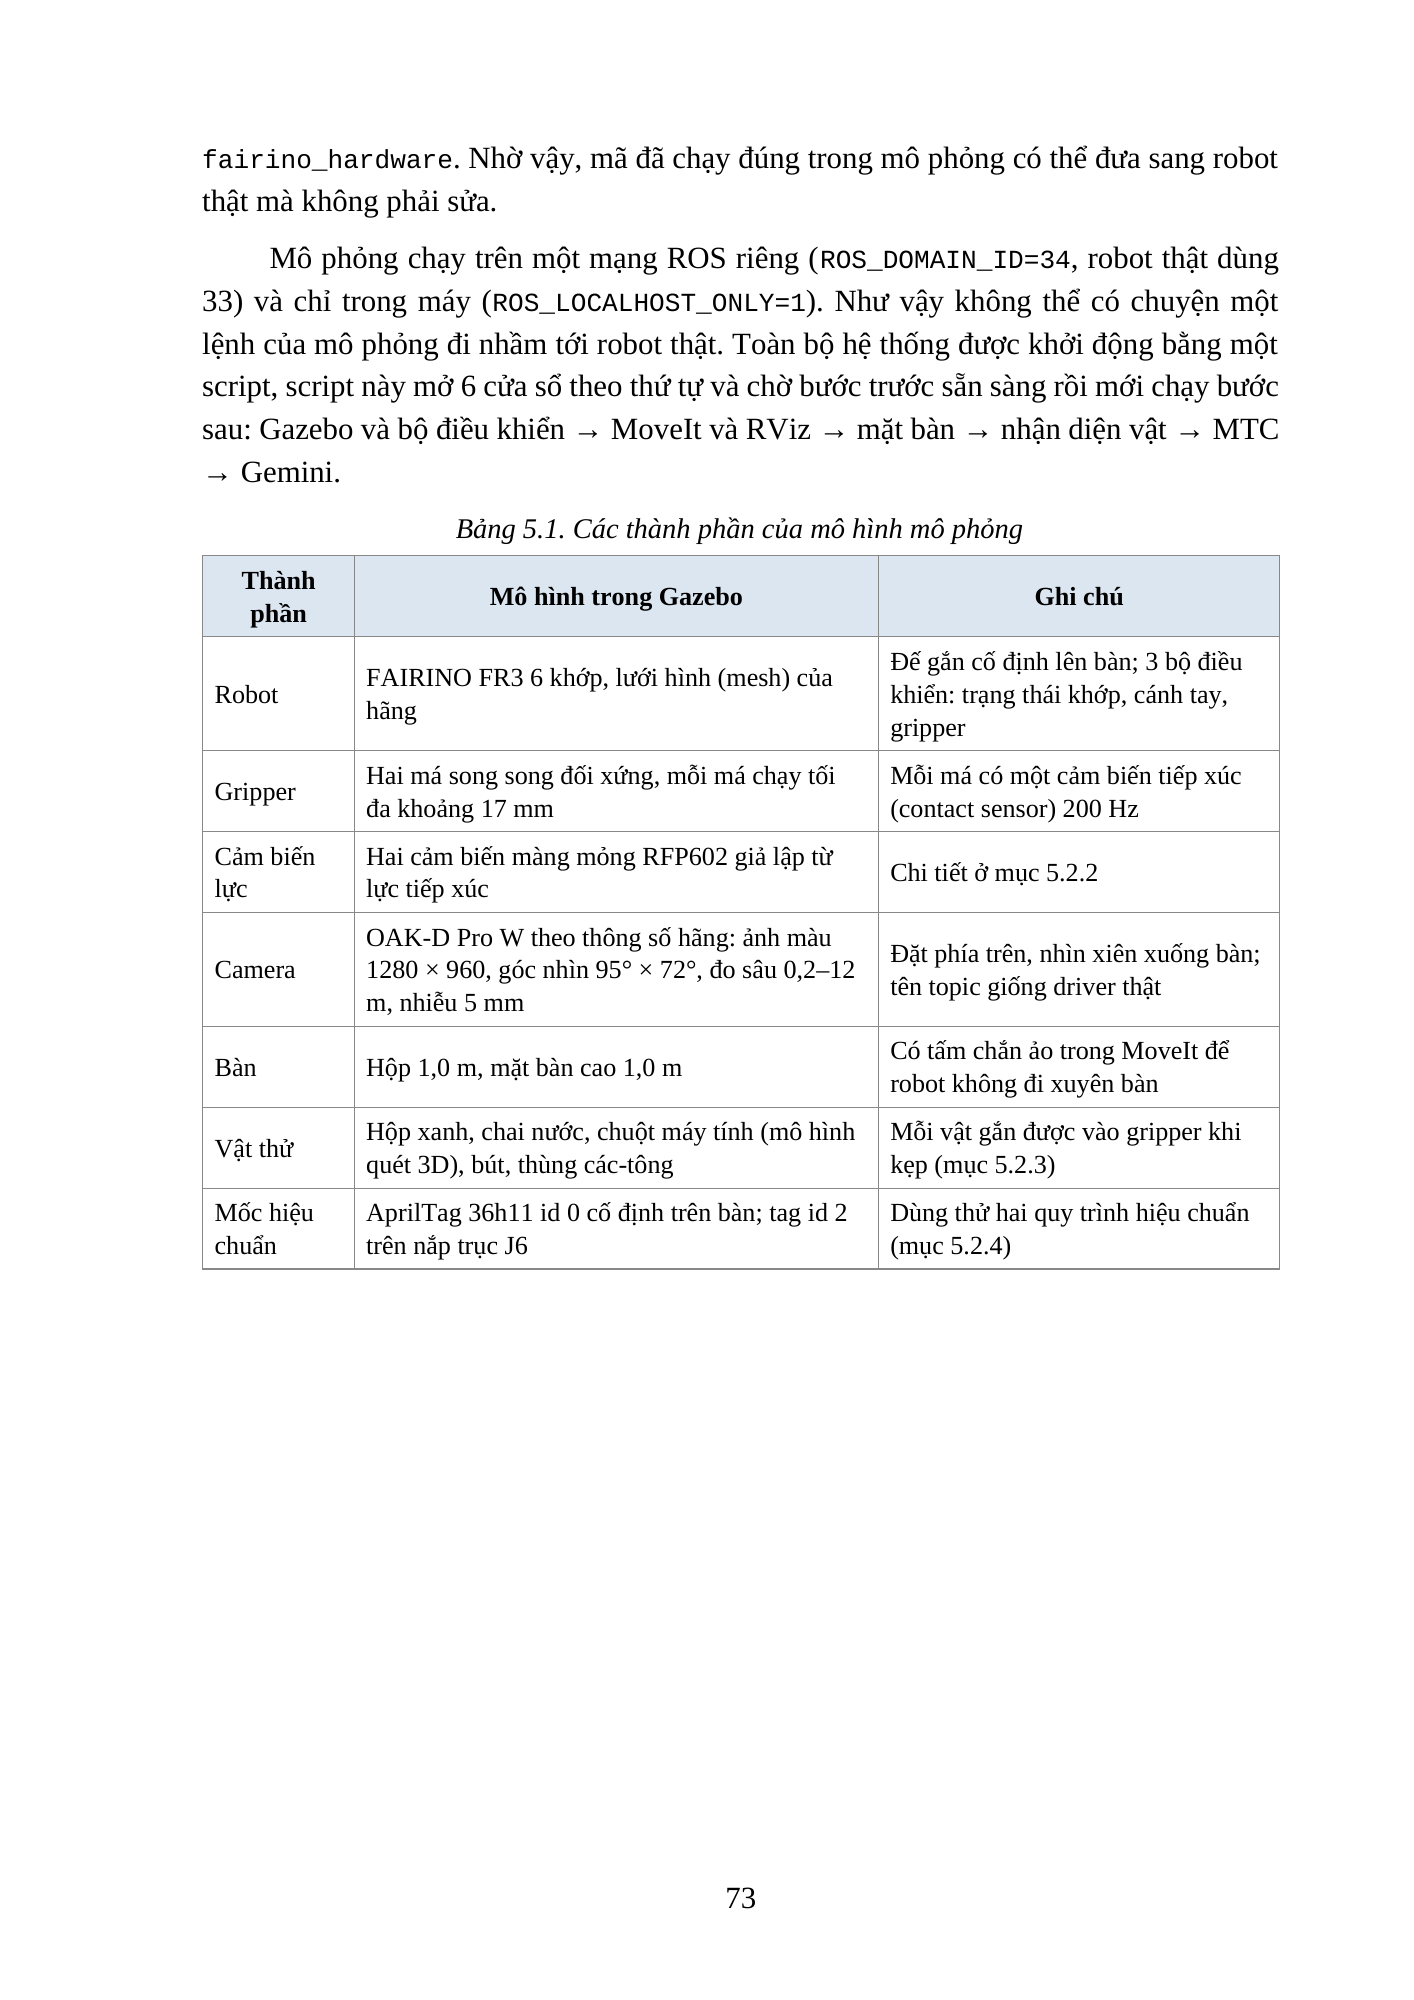 fairino_hardware. Nhờ vậy, mã đã chạy đúng trong mô phỏng có thể đưa sang robot
thật mà không phải sửa.
Mô phỏng chạy trên một mạng ROS riêng (ROS_DOMAIN_ID=34, robot thật dùng
33) và chỉ trong máy (ROS_LOCALHOST_ONLY=1). Như vậy không thể có chuyện một
lệnh của mô phỏng đi nhầm tới robot thật. Toàn bộ hệ thống được khởi động bằng một
script, script này mở 6 cửa sổ theo thứ tự và chờ bước trước sẵn sàng rồi mới chạy bước
sau: Gazebo và bộ điều khiển → MoveIt và RViz → mặt bàn → nhận diện vật → MTC
→ Gemini.
Bảng 5.1. Các thành phần của mô hình mô phỏng
Thành
phần
Mô hình trong Gazebo
Ghi chú
Robot
FAIRINO FR3 6 khớp, lưới hình (mesh) của
hãng
Đế gắn cố định lên bàn; 3 bộ điều
khiển: trạng thái khớp, cánh tay,
gripper
Gripper
Hai má song song đối xứng, mỗi má chạy tối
đa khoảng 17 mm
Mỗi má có một cảm biến tiếp xúc
(contact sensor) 200 Hz
Cảm biến
lực
Hai cảm biến màng mỏng RFP602 giả lập từ
lực tiếp xúc
Chi tiết ở mục 5.2.2
Camera
OAK-D Pro W theo thông số hãng: ảnh màu
1280 × 960, góc nhìn 95° × 72°, đo sâu 0,2–12
m, nhiễu 5 mm
Đặt phía trên, nhìn xiên xuống bàn;
tên topic giống driver thật
Bàn
Hộp 1,0 m, mặt bàn cao 1,0 m
Có tấm chắn ảo trong MoveIt để
robot không đi xuyên bàn
Vật thử
Hộp xanh, chai nước, chuột máy tính (mô hình
quét 3D), bút, thùng các-tông
Mỗi vật gắn được vào gripper khi
kẹp (mục 5.2.3)
Mốc hiệu
chuẩn
AprilTag 36h11 id 0 cố định trên bàn; tag id 2
trên nắp trục J6
Dùng thử hai quy trình hiệu chuẩn
(mục 5.2.4)
73